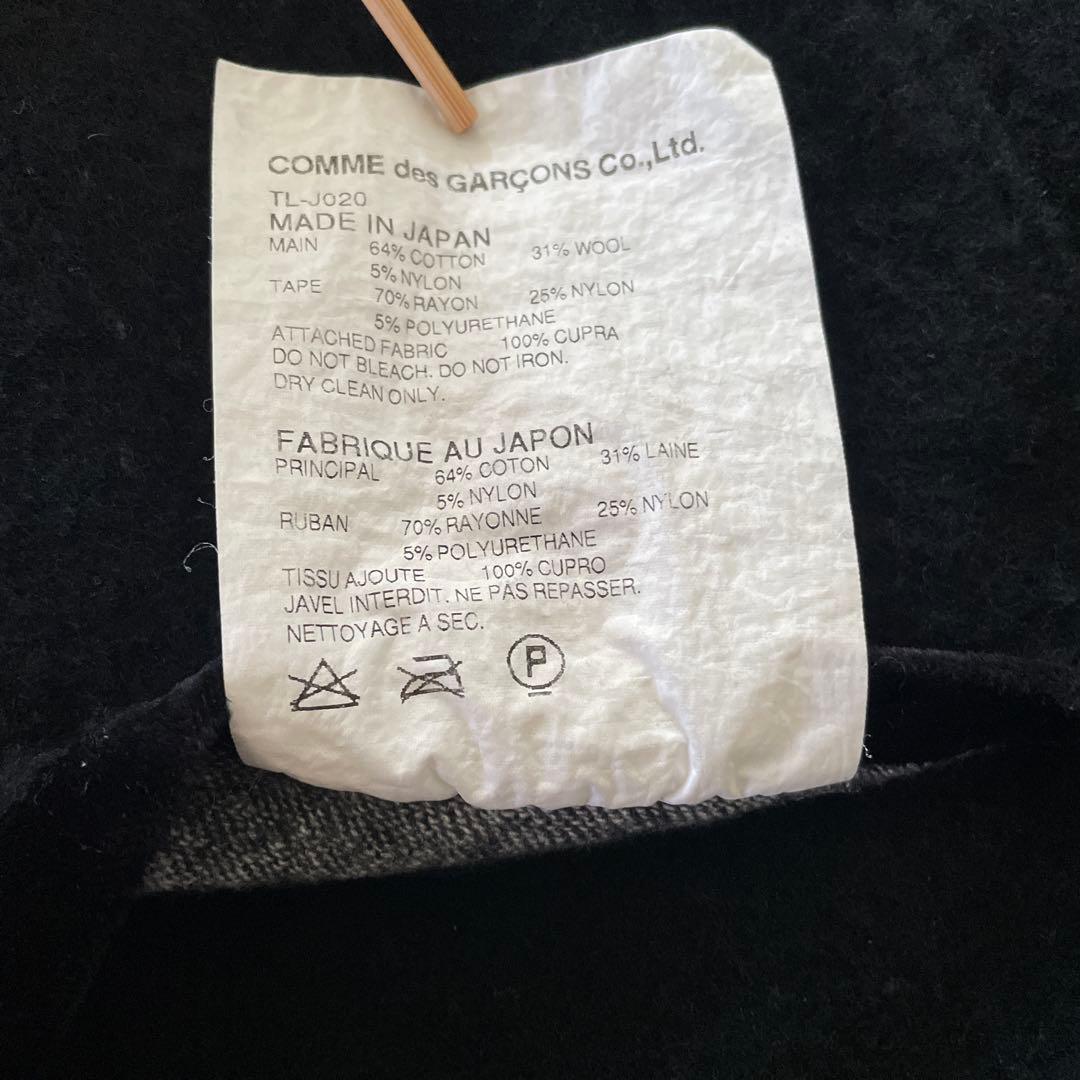 COMME des GARÇONS Co.,Ltd.
TL-J020
MADE IN JAPAN
MAIN 64% COTTON 31% WOOL
5% NYLON
TAPE 70% RAYON 25% NYLON
5% POLYURETHANE
ATTACHED FABRIC 100% CUPRA
DO NOT BLEACH. DO NOT IRON.
DRY CLEAN ONLY.
FABRIQUE AU JAPON
PRINCIPAL 64% COTON 31% LAINE
5% NYLON
RUBAN 70% RAYONNE 25% NYLON
5% POLYURETHANE
TISSU AJOUTE 100% CUPRO
JAVEL INTERDIT. NE PAS REPASSER.
NETTOYAGE A SEC.
P